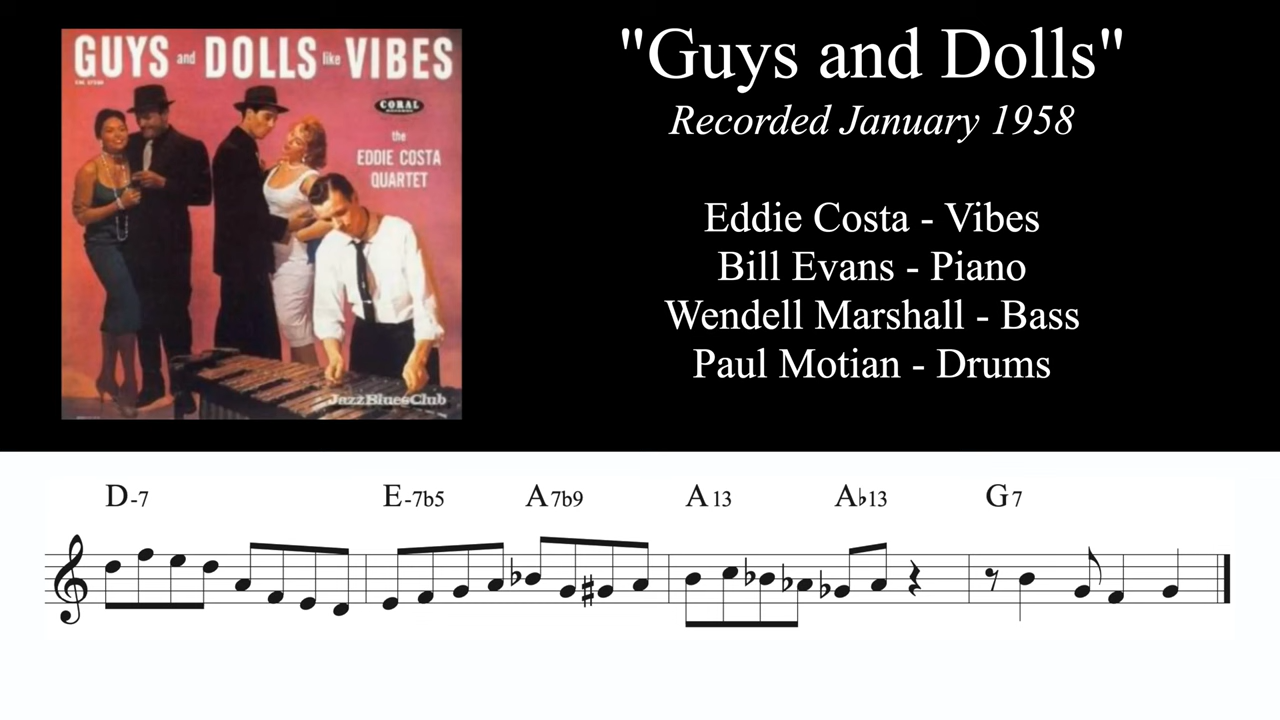 GUYS and DOLLS like VIBES
CORAL
the
EDDIE COSTA
QUARTET
JazzBluesClub
"Guys and Dolls"
Recorded January 1958
Eddie Costa - Vibes
Bill Evans - Piano
Wendell Marshall - Bass
Paul Motian - Drums
D-7 E-7b5 A7b9 A13 A♭13 G7